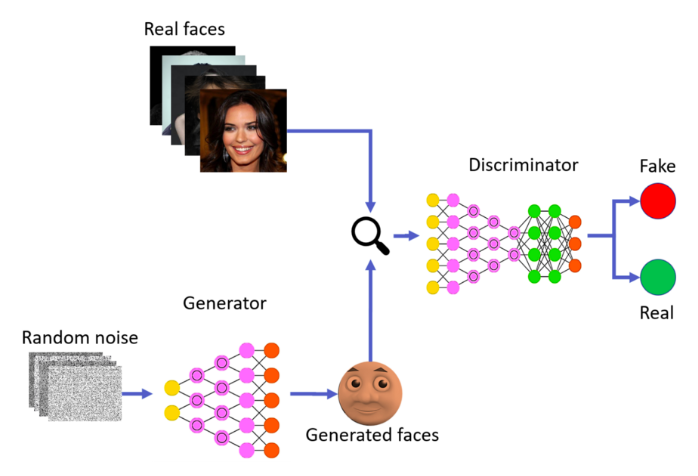 Real faces
Discriminator
Fake
Real
Generator
Random noise
Generated faces